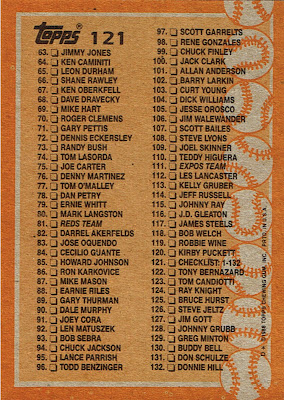 Topps 121
63. JIMMY JONES
64. KEN CAMINITI
65. LEON DURHAM
66. SHANE RAWLEY
67. KEN OBERKFELL
68. DAVE DRAVECKY
69. MIKE HART
70. ROGER CLEMENS
71. GARY PETTIS
72. DENNIS ECKERSLEY
73. RANDY BUSH
74. TOM LASORDA
75. JOE CARTER
76. DENNY MARTINEZ
77. TOM O'MALLEY
78. DAN PETRY
79. ERNIE WHITT
80. MARK LANGSTON
81. REDS TEAM
82. DARREL AKERFELDS
83. JOSE OQUENDO
84. CECILIO GUANTE
85. HOWARD JOHNSON
86. RON KARKOVICE
87. MIKE MASON
88. EARNIE RILES
89. GARY THURMAN
90. DALE MURPHY
91. JOEY CORA
92. LEN MATUSZEK
93. BOB SEBRA
94. CHUCK JACKSON
95. LANCE PARRISH
96. TODD BENZINGER
97. SCOTT GARRELTS
98. RENE GONZALES
99. CHUCK FINLEY
100. JACK CLARK
101. ALLAN ANDERSON
102. BARRY LARKIN
103. CURT YOUNG
104. DICK WILLIAMS
105. JESSE OROSCO
106. JIM WALEWANDER
107. SCOTT BAILES
108. STEVE LYONS
109. JOEL SKINNER
110. TEDDY HIGUERA
111. EXPOS TEAM
112. LES LANCASTER
113. KELLY GRUBER
114. JEFF RUSSELL
115. JOHNNY RAY
116. J.D. GLEATON
117. JAMES STEELS
118. BOB WELCH
119. ROBBIE WINE
120. KIRBY PUCKETT
121. CHECKLIST: 1-132
122. TONY BERNAZARD
123. TOM CANDIOTTI
124. RAY KNIGHT
125. BRUCE HURST
126. STEVE JELTZ
127. JIM GOTT
128. JOHNNY GRUBB
129. GREG MINTON
130. BUDDY BELL
131. DON SCHULZE
132. DONNIE HILL
© 1988 TOPPS CHEWING GUM, INC. PRTD. IN U.S.A.